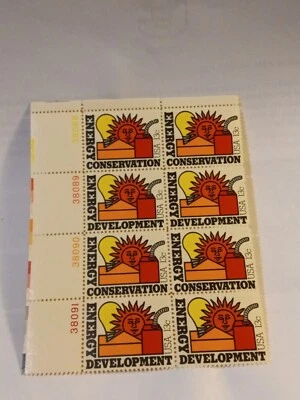 ENERGY USA 13c
CONSERVATION
ENERGY USA 13c
CONSERVATION
38089
ENERGY USA 13c
DEVELOPMENT
ENERGY USA 13c
DEVELOPMENT
38090
ENERGY USA 13c
CONSERVATION
ENERGY USA 13c
CONSERVATION
38091
ENERGY USA 13c
DEVELOPMENT
ENERGY USA 13c
DEVELOPMENT